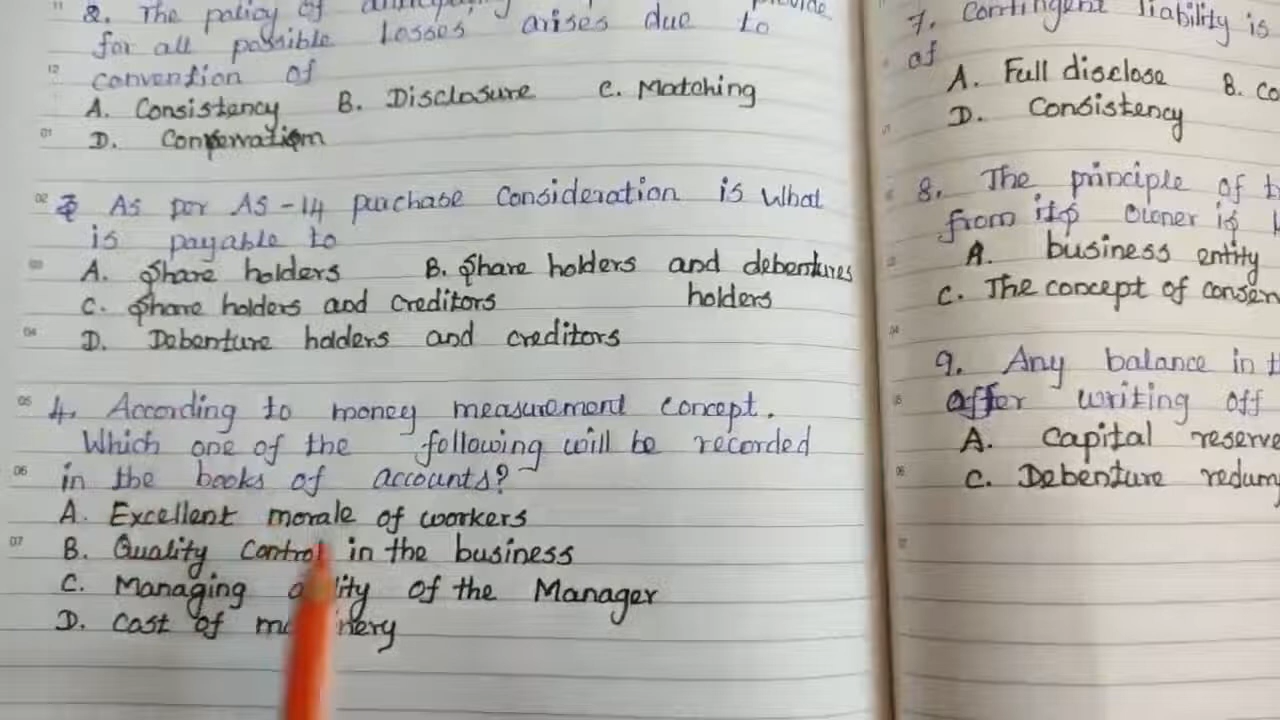 2. The policy of
for all possible losses' arises due to
convention of
A. Consistency B. Disclosure C. Matching
D. Conservatism
3. As per AS-14 purchase consideration is what
is payable to
A. Share holders B. Share holders and debentures
C. Share holders and creditors holders
D. Debenture holders and creditors
4. According to money measurement concept.
Which one of the following will be recorded
in the books of accounts?
A. Excellent morale of workers
B. Quality control in the business
C. Managing of the Manager
D. Cost of
7. Contingent liability is
of
A. Full disclose B.
D. Consistency
8. The principle of
from its owner is
A. business entity
C. The concept of
9. Any balance in
after writing off
A. Capital reserve
C. Debenture